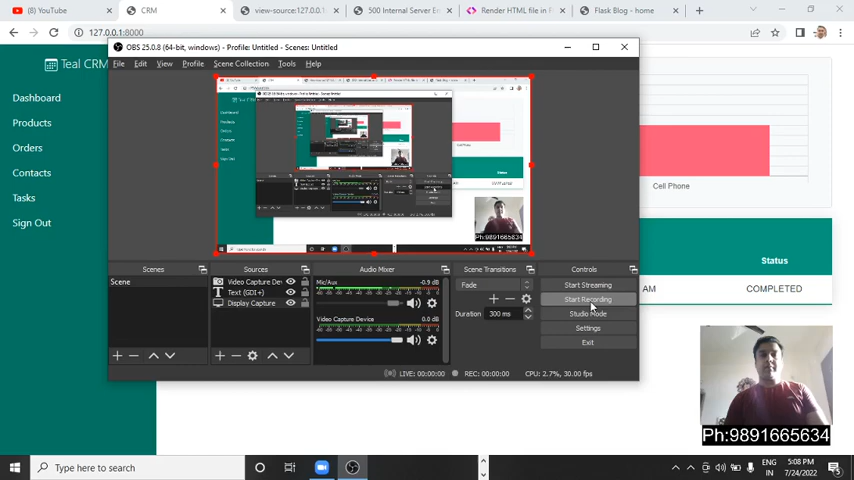 (8) YouTube
CRM
view-source:127.0.0.1
500 Internal Server E
Render HTML file in F
Flask Blog - home
127.0.0.1:8000
Teal CRM
Dashboard
Products
Orders
Contacts
Tasks
Sign Out
OBS 25.0.8 (64-bit, windows) - Profile: Untitled - Scenes: Untitled
File Edit View Profile Scene Collection Tools Help
Ph:9891665634
Scenes
Sources
Audio Mixer
Scene Transitions
Controls
Scene
Video Capture Dev
Text (GDI+)
Display Capture
Mic/Aux
-0.9 dB
Video Capture Device
0.0 dB
Fade
Duration 300 ms
Start Streaming
Start Recording
Studio Mode
Settings
Exit
LIVE: 00:00:00
REC: 00:00:00
CPU: 2.7%, 30.00 fps
Cell Phone
Status
AM
COMPLETED
Ph:9891665634
Type here to search
ENG
IN
5:08 PM
7/24/2022